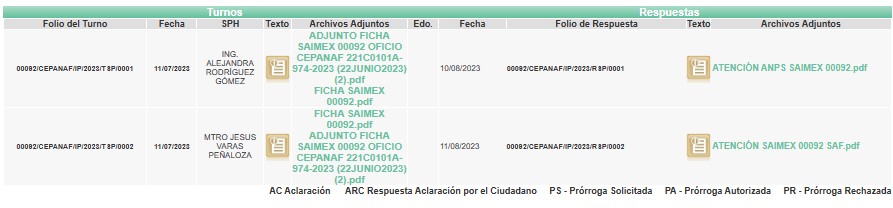 Turnos Respuestas
Folio del Turno Fecha SPH Texto Archivos Adjuntos Edo. Fecha Folio de Respuesta Texto Archivos Adjuntos
00092/CEPANAF/IP/2023/TSP/0001 11/07/2023 ING. ALEJANDRA RODRÍGUEZ GÓMEZ
ADJUNTO FICHA
SAIMEX 00092 OFICIO
CEPANAF 221C0101A-
974-2023 (22JUNIO2023)
(2).pdf
FICHA SAIMEX
00092.pdf
10/08/2023 00092/CEPANAF/IP/2023/RSP/0001 ATENCIÓN ANPS SAIMEX 00092.pdf
00092/CEPANAF/IP/2023/TSP/0002 11/07/2023 MTRO JESUS VARAS PEÑALOZA
FICHA SAIMEX
00092.pdf
ADJUNTO FICHA
SAIMEX 00092 OFICIO
CEPANAF 221C0101A-
974-2023 (22JUNIO2023)
(2).pdf
11/08/2023 00092/CEPANAF/IP/2023/RSP/0002 ATENCIÓN SAIMEX 00092 SAF.pdf
AC Aclaración ARC Respuesta Aclaración por el Ciudadano PS - Prórroga Solicitada PA - Prórroga Autorizada PR - Prórroga Rechazada